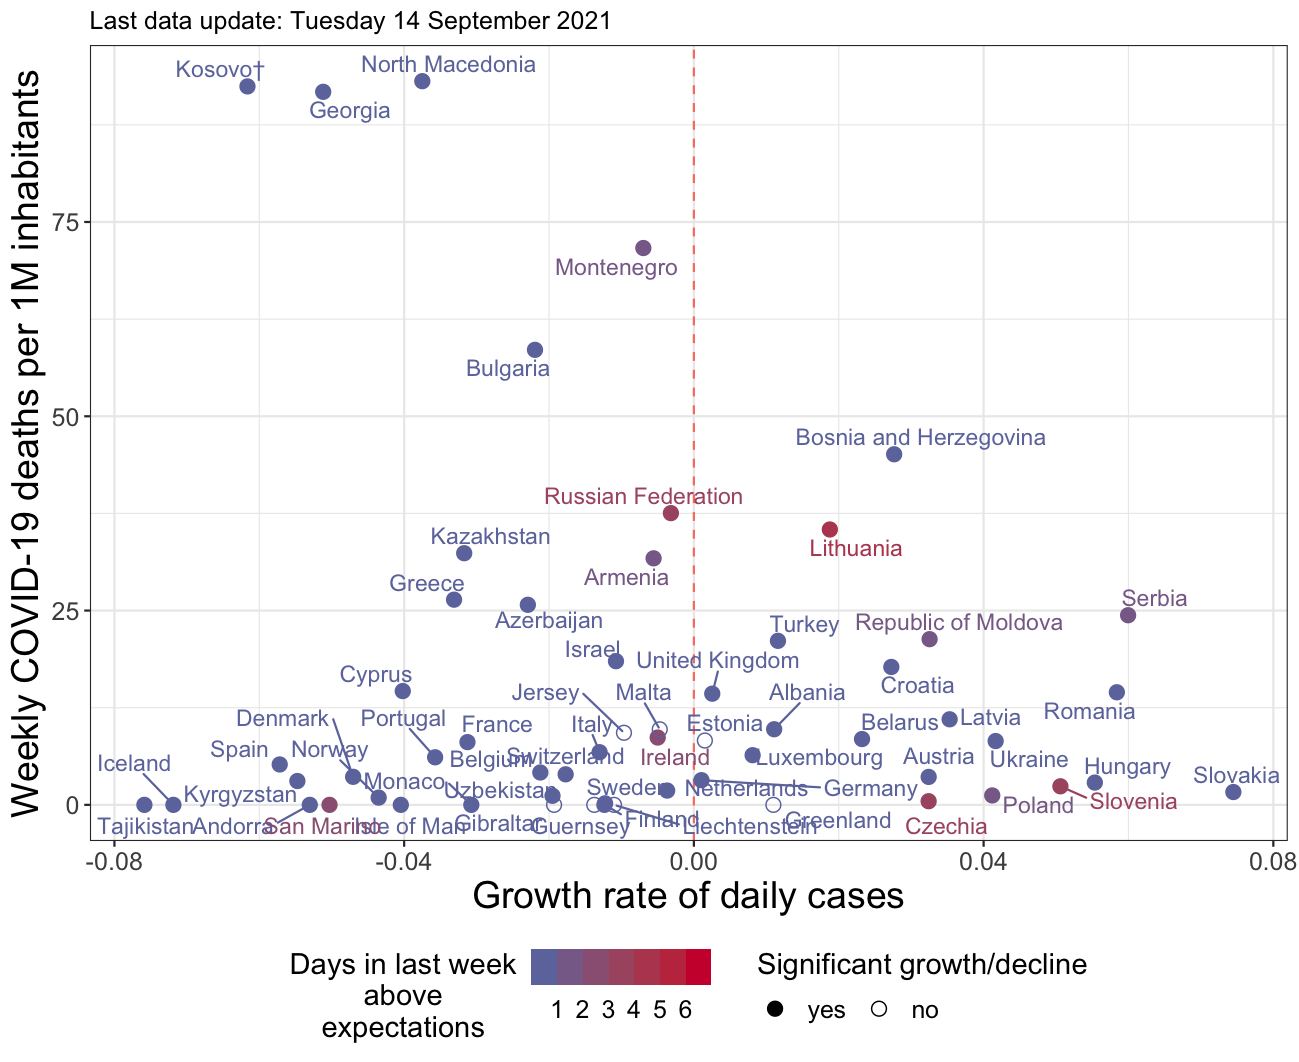 Last data update: Tuesday 14 September 2021
Weekly COVID-19 deaths per 1M inhabitants
Kosovo†
North Macedonia
Georgia
75
Montenegro
Bulgaria
50
Bosnia and Herzegovina
Russian Federation
Kazakhstan
Lithuania
Armenia
Greece
25
Serbia
Azerbaijan
Turkey
Republic of Moldova
Israel
United Kingdom
Cyprus
Croatia
Jersey
Malta
Albania
Romania
Denmark
Portugal
France
Italy
Estonia
Belarus
Latvia
Spain
Norway
Belgium
Switzerland
Ireland
Luxembourg
Austria
Ukraine
Iceland
Hungary
Slovakia
Kyrgyzstan
Monaco
Uzbekistan
Sweden
Netherlands
Germany
0
Poland
Slovenia
Tajikistan
Andorra
San Marino
Isle of Man
Gibraltar
Guernsey
Finland
Liechtenstein
Greenland
Czechia
-0.08
-0.04
0.00
0.04
0.08
Growth rate of daily cases
Days in last week
above
expectations
1 2 3 4 5 6
Significant growth/decline
yes
no